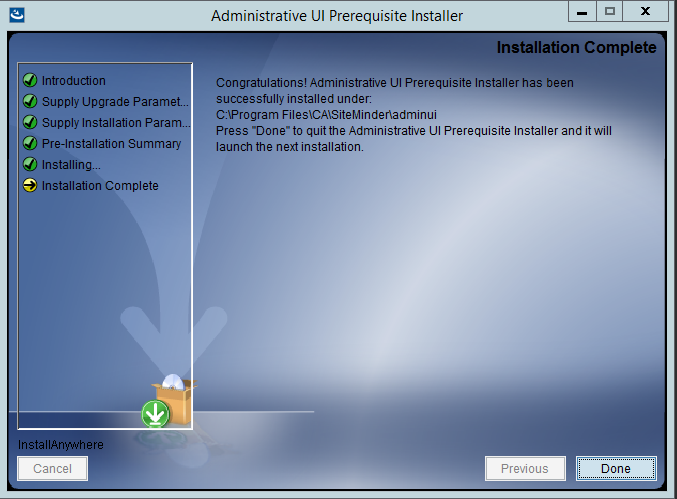 Administrative UI Prerequisite Installer
Installation Complete
Introduction
Supply Upgrade Paramet...
Supply Installation Param...
Pre-Installation Summary
Installing...
Installation Complete
Congratulations! Administrative UI Prerequisite Installer has been
successfully installed under:
C:\Program Files\CA\SiteMinder\adminui
Press "Done" to quit the Administrative UI Prerequisite Installer and it will
launch the next installation.
InstallAnywhere
Cancel
Previous
Done